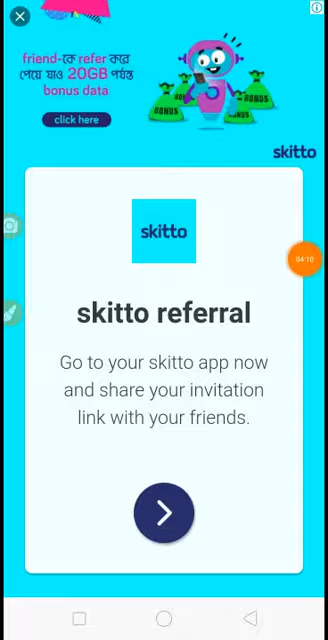 friend-কে refer করে
পেয়ে যাও 20GB পর্যন্ত
bonus data
click here
BONUS
BONUS
BONUS
BONUS
skitto
skitto
04:10
skitto referral
Go to your skitto app now
and share your invitation
link with your friends.